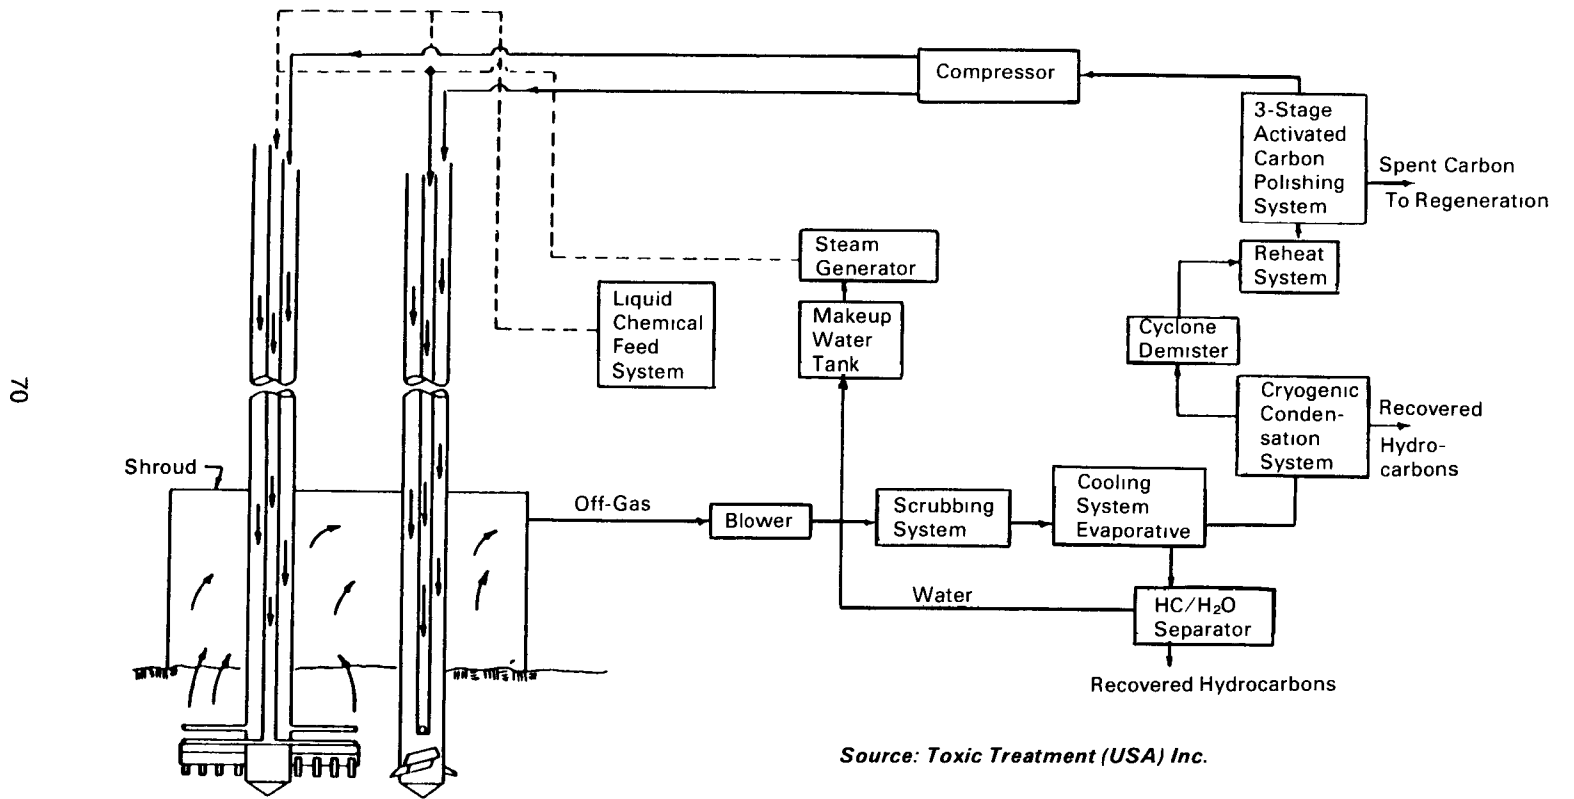 Compressor
3-Stage
Activated
Carbon
Polishing
System
Spent Carbon
To Regeneration
Steam
Generator
Reheat
System
Liquid
Chemical
Feed
System
Makeup
Water
Tank
Cyclone
Demister
70
Cryogenic
Conden-
sation
System
Recovered
Hydro-
carbons
Shroud
Off-Gas
Blower
Scrubbing
System
Cooling
System
Evaporative
Water
HC/H₂O
Separator
Recovered Hydrocarbons
Source: Toxic Treatment (USA) Inc.